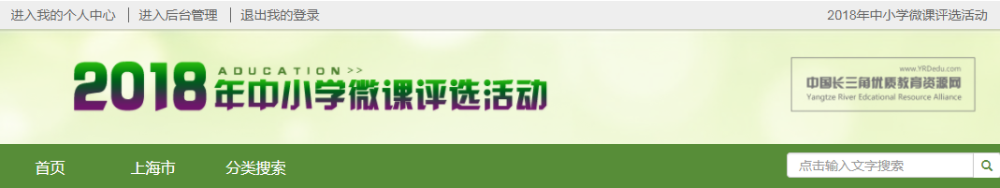 进入我的个人中心 | 进入后台管理 | 退出我的登录
2018年中小学微课评选活动
2018年中小学微课评选活动
ADUCATION >>
www.YRDedu.com
中国长三角优质教育资源网
Yangtze River Edcational Resource Alliance
首页 上海市 分类搜索
点击输入文字搜索